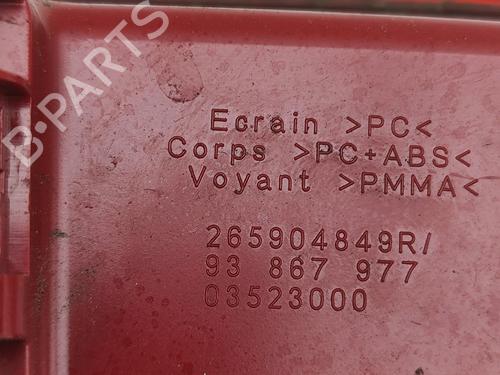 B-PARTS
Ecrain >PC<
Corps >PC+ABS<
Voyant >PMMA<
265904849R/
93 867 977
03523000